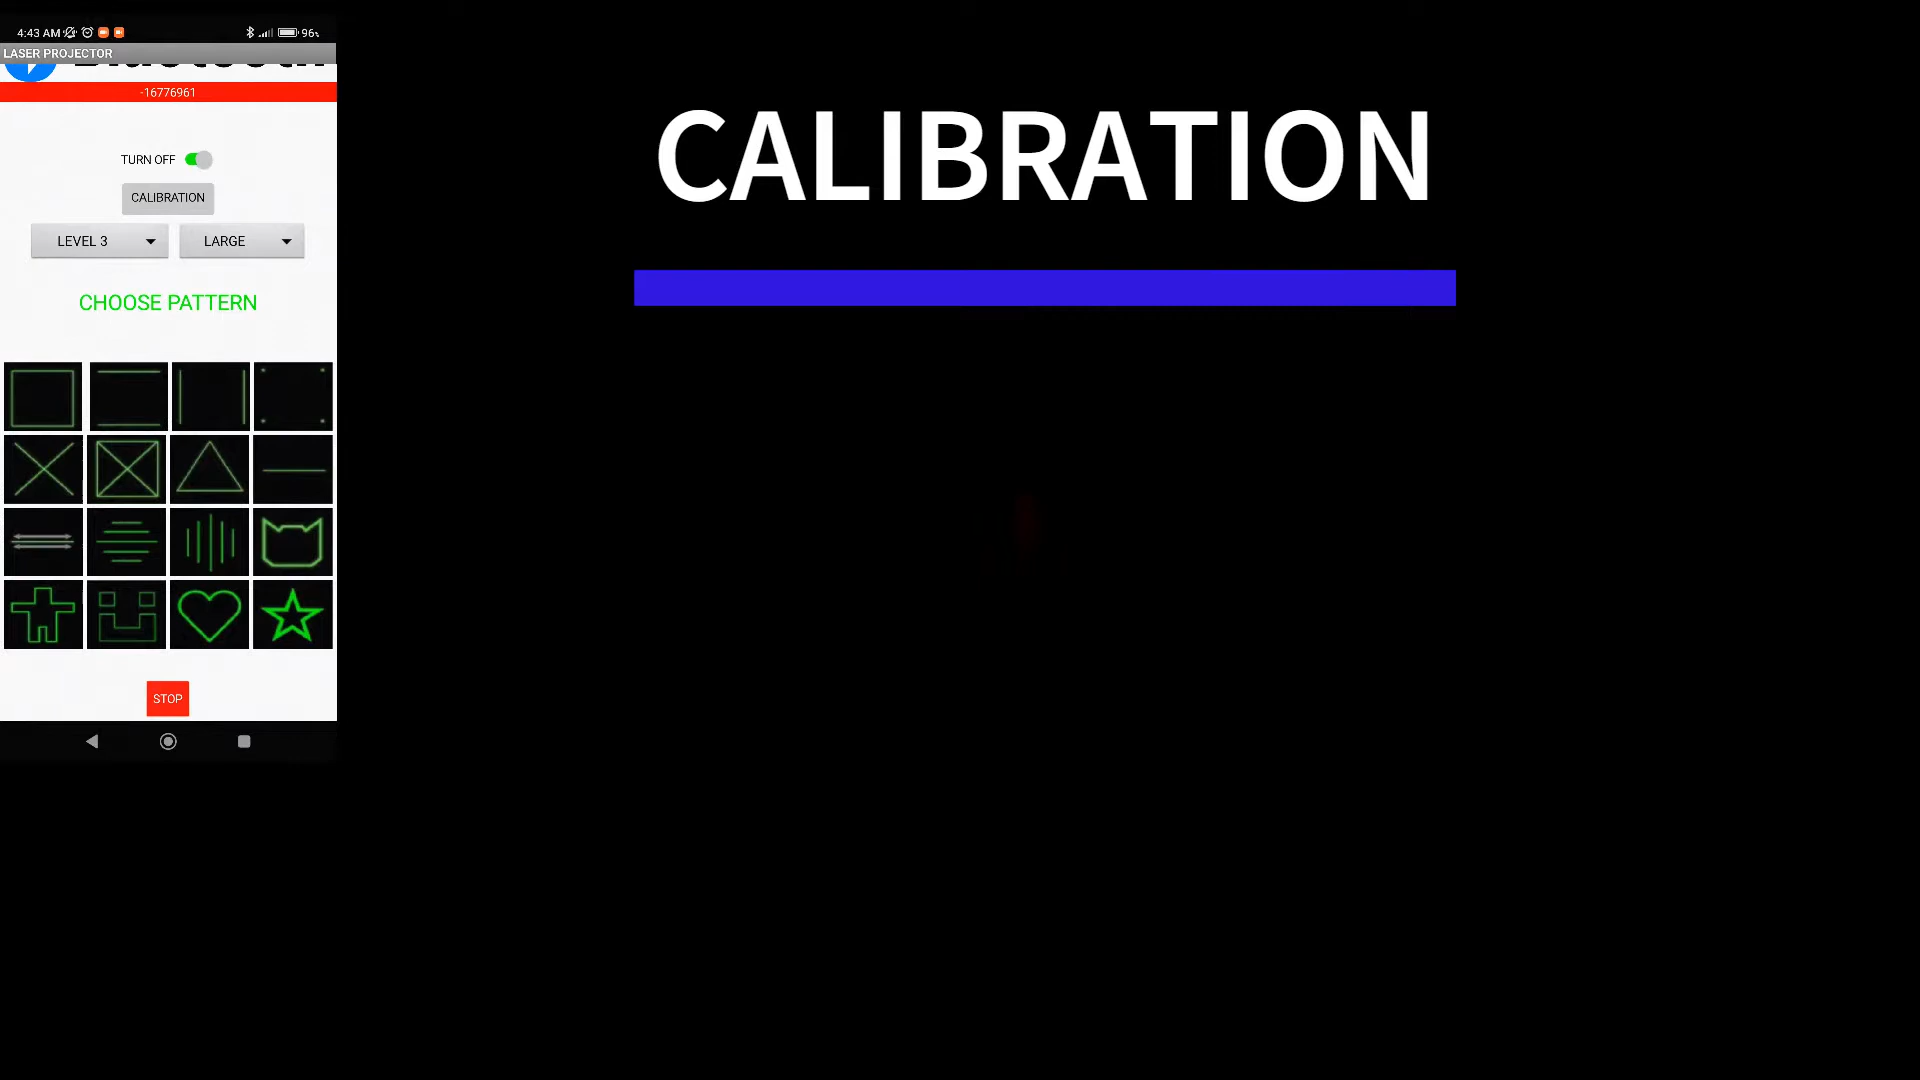 4:43 AM
96%
LASER PROJECTOR
-16776961
TURN OFF
CALIBRATION
LEVEL 3
LARGE
CHOOSE PATTERN
STOP
CALIBRATION